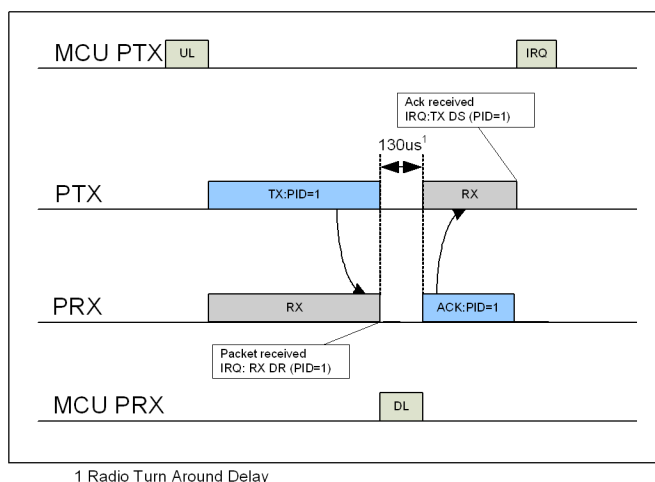 MCU PTX
UL
IRQ
Ack received
IRQ:TX DS (PID=1)
130us1
PTX
TX:PID=1
RX
PRX
RX
ACK:PID=1
Packet received
IRQ: RX DR (PID=1)
MCU PRX
DL
1 Radio Turn Around Delay